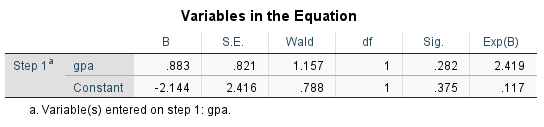 Variables in the Equation
B S.E. Wald df Sig. Exp(B)
Step 1a gpa .883 .821 1.157 1 .282 2.419
Constant -2.144 2.416 .788 1 .375 .117
a. Variable(s) entered on step 1: gpa.